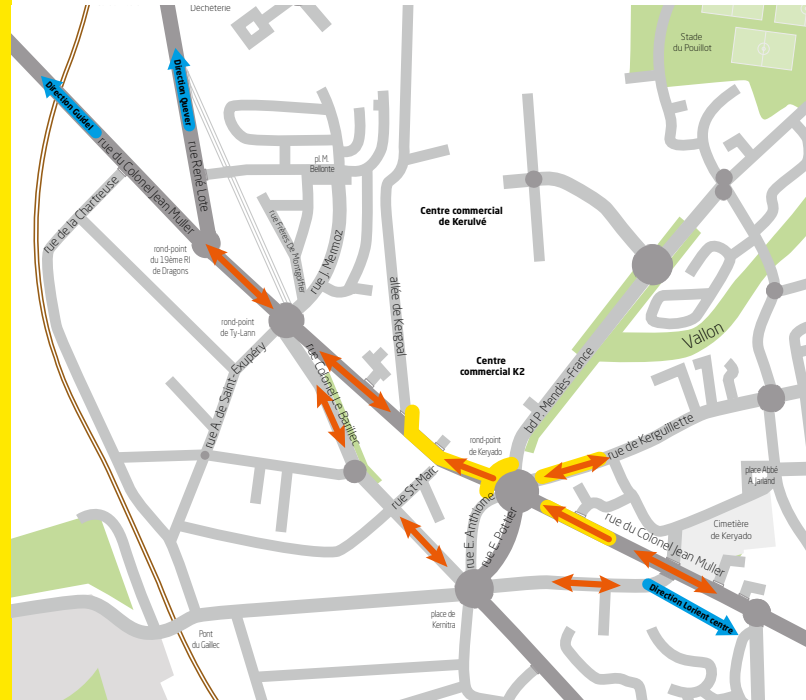 Déchèterie
Stade
du Pouillot
Direction Quever
Direction Guidel
rue du Colonel Jean Muller
rue René Lote
pl. M.
Bellonte
rue de la Chartreuse
Centre commercial
de Kerulvé
rue Frères De Montgolfier
rue J. Mermoz
rond-point
du 19ème RI
de Dragons
allée de Kergoal
rond-point
de Ty-Lann
Vallon
rue A. de Saint-Exupéry
rue Colonel Le Barillec
Centre
commercial K2
bd P. Mendès-France
rond-point
de Keryado
rue de Kerguillette
rue St-Marc
place Abbé
A Jarland
rue E. Anthiome
rue E. Pottier
rue du Colonel Jean Muller
Cimetière
de Keryado
Direction Lorient centre
place de
Kernitra
Pont
du Gaillec